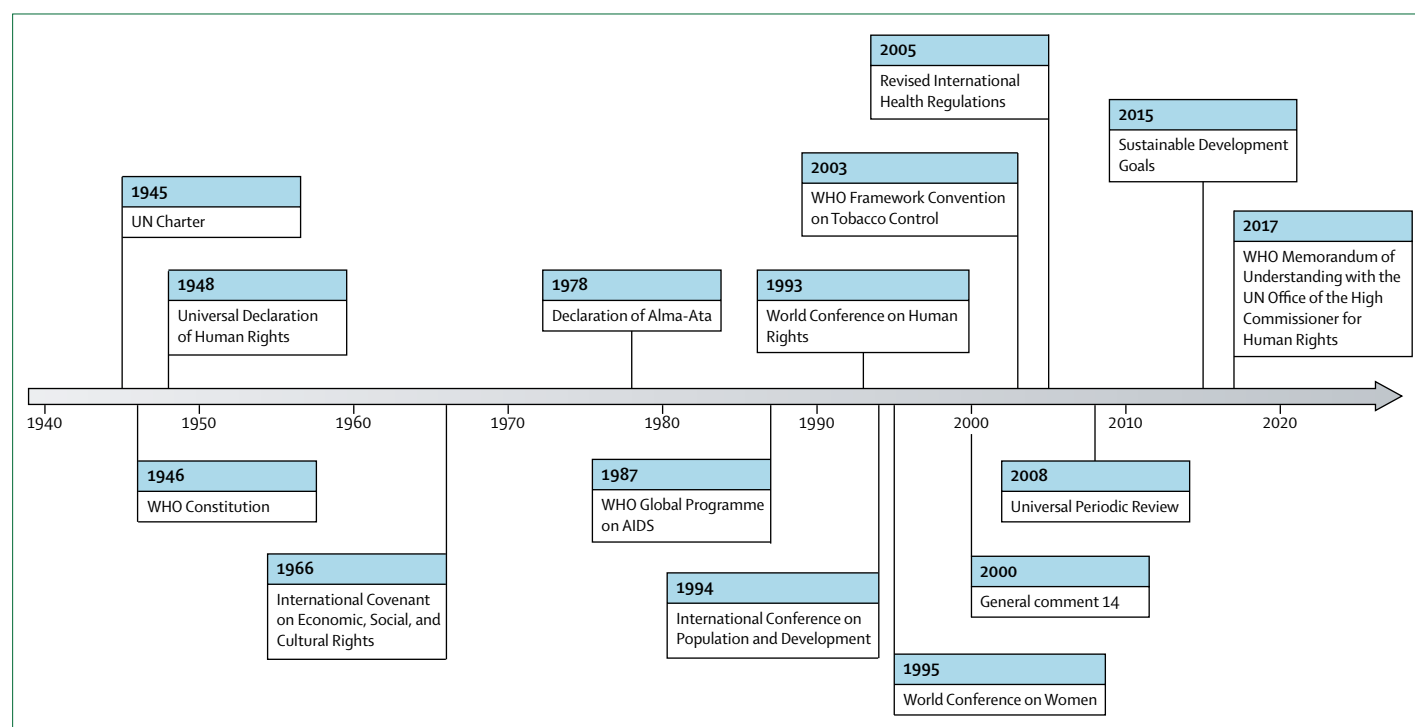 2005
Revised International
Health Regulations
2015
Sustainable Development
Goals
2003
WHO Framework Convention
on Tobacco Control
1945
UN Charter
2017
WHO Memorandum of
Understanding with the
UN Office of the High
Commissioner for
Human Rights
1948
Universal Declaration
of Human Rights
1978
Declaration of Alma-Ata
1993
World Conference on Human
Rights
1940
1950
1960
1970
1980
1990
2000
2010
2020
1946
WHO Constitution
1987
WHO Global Programme
on AIDS
2008
Universal Periodic Review
1966
International Covenant
on Economic, Social, and
Cultural Rights
1994
International Conference on
Population and Development
2000
General comment 14
1995
World Conference on Women